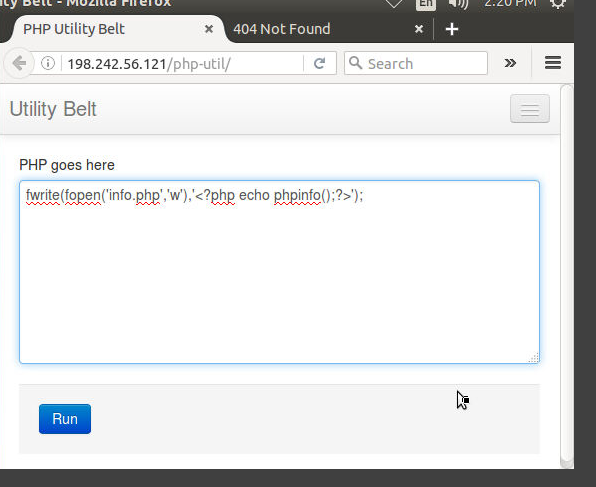 ity Belt - Mozilla Firefox
En
2:20 PM
PHP Utility Belt
404 Not Found
198.242.56.121/php-util/
Search
Utility Belt
PHP goes here
fwrite(fopen('info.php','w'),'<?php echo phpinfo();?>');
Run